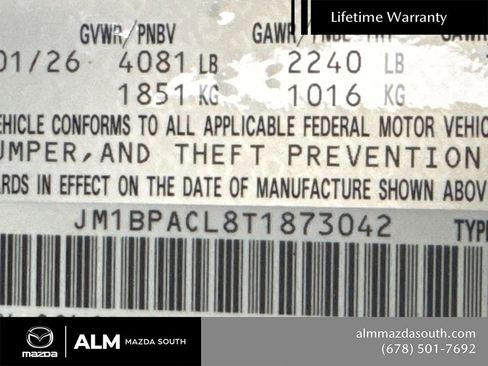 Lifetime Warranty
GVWR/PNBV GAWR/PNBE
01/26 4081 LB 2240 LB
1851 KG 1016 KG
EHICLE CONFORMS TO ALL APPLICABLE FEDERAL MOTOR VEHIC
UMPER, AND THEFT PREVENTION
ARDS IN EFFECT ON THE DATE OF MANUFACTURE SHOWN ABOV
JM1BPACL8T1873042 TYP
mazda ALM MAZDA SOUTH
almmazdasouth.com
(678) 501-7692